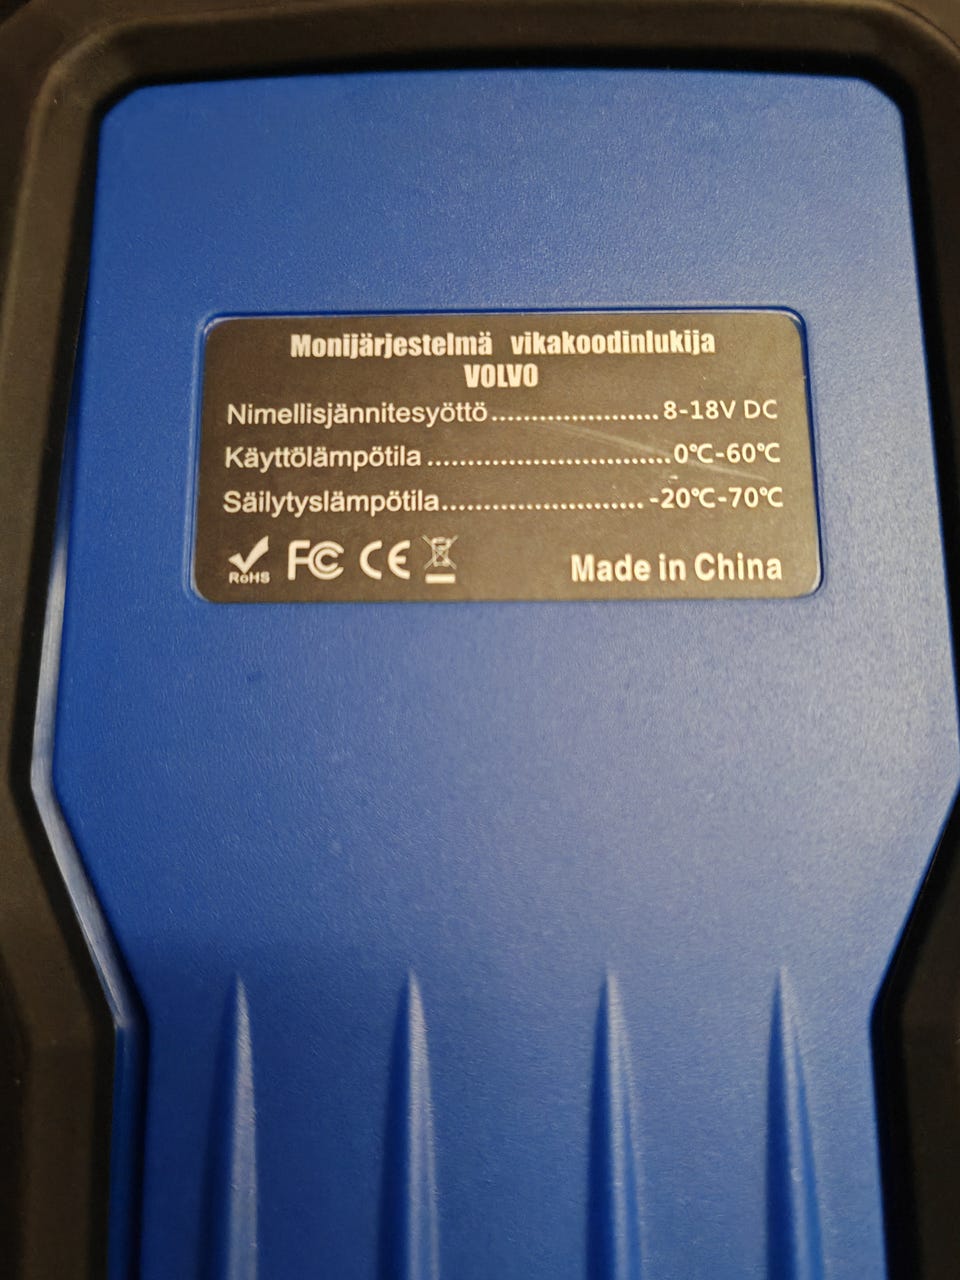 Monijärjestelmä vikakoodinlukija
VOLVO
Nimellisjännitesyöttö....................8-18V DC
Käyttölämpötila.............................0℃-60℃
Säilytyslämpötila........................-20℃-70℃
RoHS FC CE Made in China